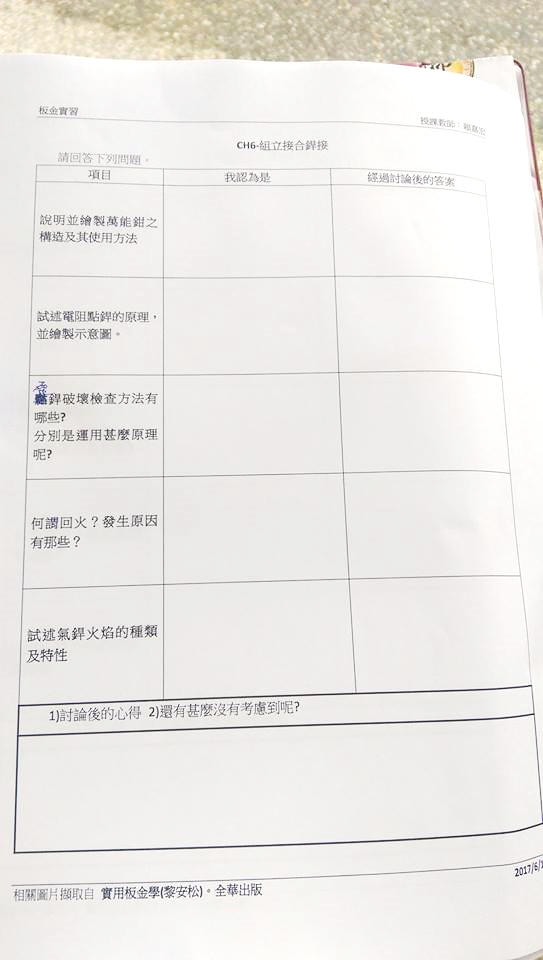 板金實習
授課教師：賴嘉宏
CH6-組立接合銲接
請回答下列問題。
項目
我認為是
經過討論後的答案
說明並繪製萬能鉗之
構造及其使用方法
試述電阻點銲的原理，
並繪製示意圖。
銲破壞檢查方法有
哪些?
分別是運用甚麼原理
呢?
何謂回火？發生原因
有那些？
試述氣銲火焰的種類
及特性
1)討論後的心得 2)還有甚麼沒有考慮到呢?
2017/6/1
相關圖片擷取自 實用板金學(黎安松)。全華出版